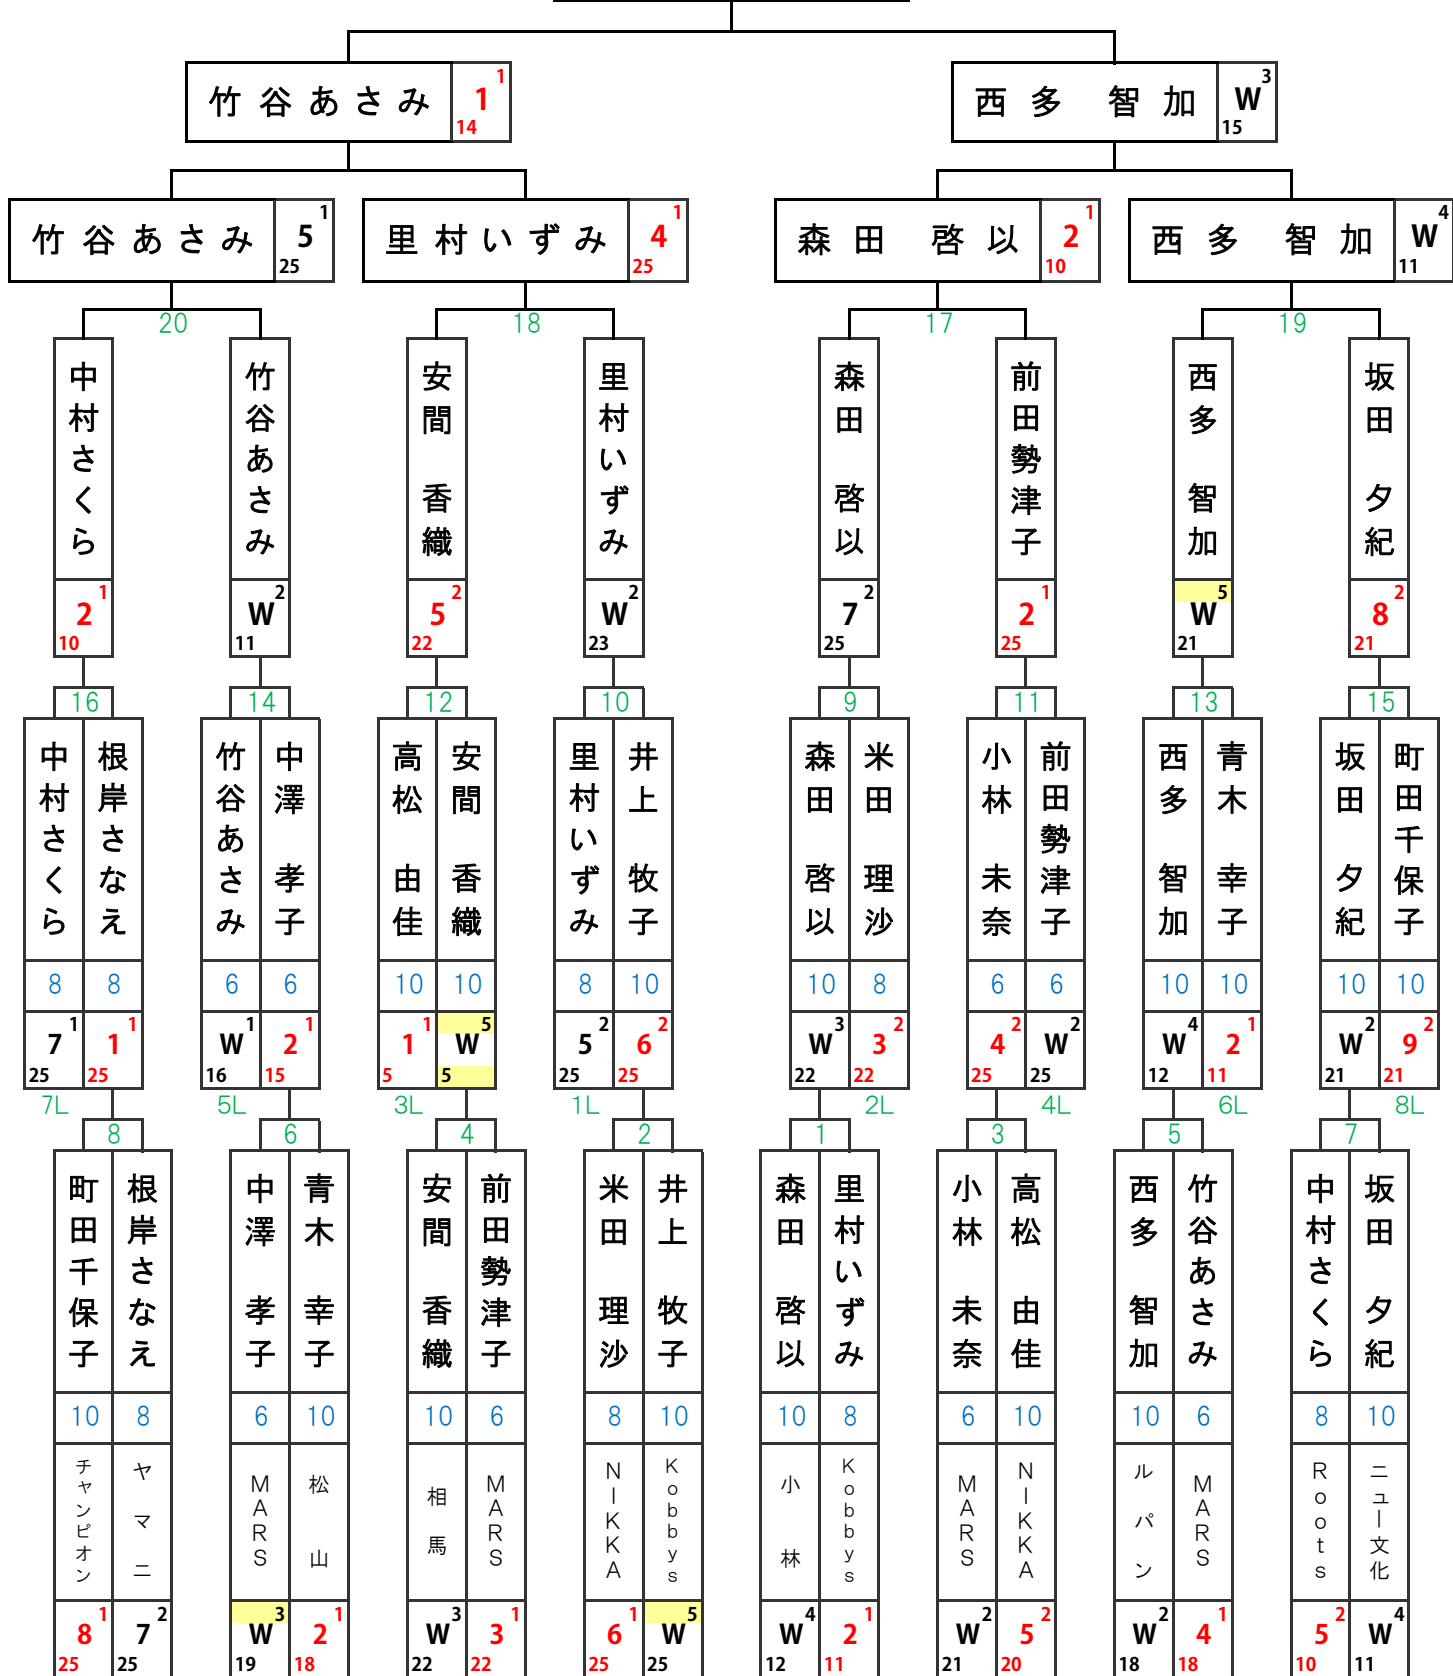 竹谷あさみ 1 1 14
西多 智加 W 3 15
竹谷あさみ 5 1 25
里村いずみ 4 1 25
森田 啓以 2 1 10
西多 智加 W 4 11
20 18 17 19
中村さくら
竹谷あさみ
安間 香織
里村いずみ
森田 啓以
前田勢津子
西多 智加
坂田 夕紀
2 1 10
W 2 11
5 2 22
W 2 23
7 2 25
2 1 25
W 5 21
8 2 21
16 14 12 10 9 11 13 15
中村さくら
根岸さなえ
竹谷あさみ
中澤 孝子
高松 由佳
安間 香織
里村いずみ
井上 牧子
森田 啓以
米田 理沙
小林 未奈
前田勢津子
西多 智加
青木 幸子
坂田 夕紀
町田千保子
8 8 6 6 10 10 8 10 10 8 6 6 10 10 10 10
7 1 25
1 1 25
W 1 16
2 1 15
1 1 5
W 5 5
5 2 25
6 2 25
W 3 22
3 2 22
4 2 25
W 2 25
W 4 12
2 1 11
W 2 21
9 2 21
7L 5L 3L 1L 2L 4L 6L 8L
8 6 4 2 1 3 5 7
町田千保子
根岸さなえ
中澤 孝子
青木 幸子
安間 香織
前田勢津子
米田 理沙
井上 牧子
森田 啓以
里村いずみ
小林 未奈
高松 由佳
西多 智加
竹谷あさみ
中村さくら
坂田 夕紀
10 8 6 10 10 6 8 10 10 8 6 10 10 6 8 10
チャンピオン
ヤマニ
MARS
松山
相馬
MARS
NIKKA
Kobbys
小林
Kobbys
MARS
NIKKA
ルパン
MARS
Roots
ニュー文化
8 1 25
7 2 25
W 3 19
2 1 18
W 3 22
3 1 22
6 1 25
W 5 25
W 4 12
2 1 11
W 2 21
5 2 20
W 2 18
4 1 18
5 2 10
W 4 11